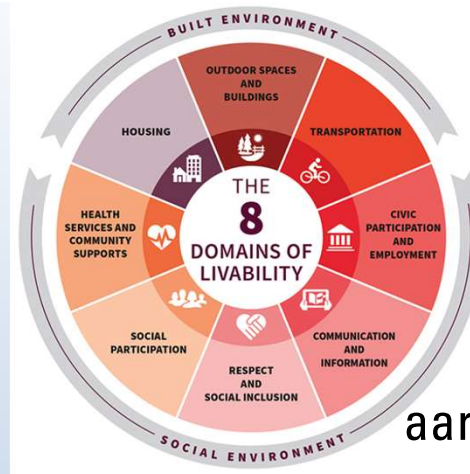 BUILT ENVIRONMENT
OUTDOOR SPACES
AND
BUILDINGS
HOUSING
TRANSPORTATION
THE
8
DOMAINS OF
LIVABILITY
HEALTH
SERVICES AND
COMMUNITY
SUPPORTS
CIVIC
PARTICIPATION
AND
EMPLOYMENT
SOCIAL
PARTICIPATION
COMMUNICATION
AND
INFORMATION
RESPECT
AND
SOCIAL INCLUSION
SOCIAL ENVIRONMENT
aar